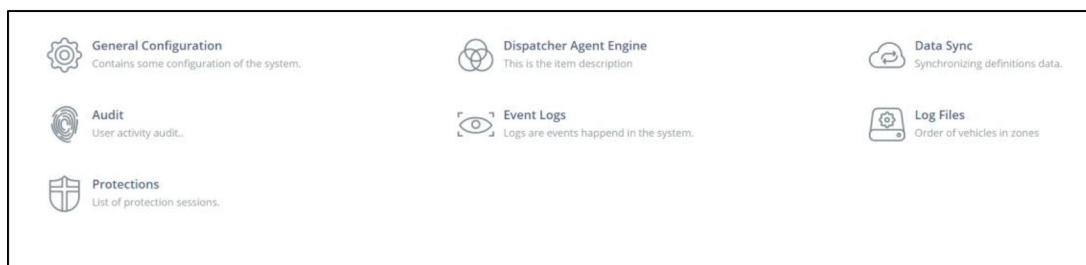 General Configuration
Contains some configuration of the system.
Dispatcher Agent Engine
This is the item description
Data Sync
Synchronizing definitions data.
Audit
User activity audit..
Event Logs
Logs are events happend in the system.
Log Files
Order of vehicles in zones
Protections
List of protection sessions.